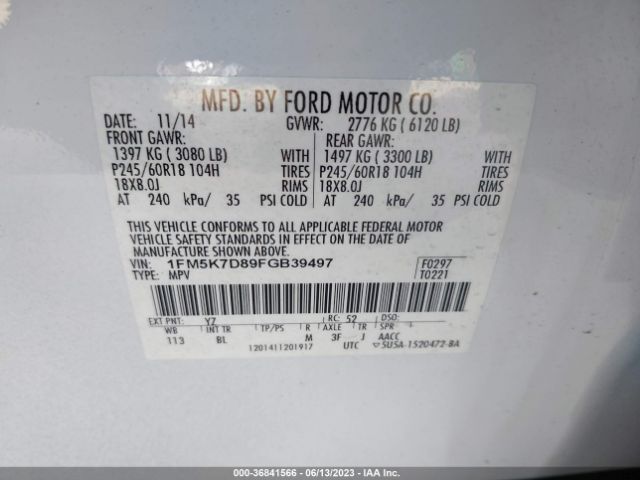 MFD. BY FORD MOTOR CO.
DATE: 11/14 GVWR: 2776 KG ( 6120 LB)
FRONT GAWR: REAR GAWR:
1397 KG ( 3080 LB) WITH 1497 KG ( 3300 LB) WITH
P245/60R18 104H TIRES P245/60R18 104H TIRES
18X8.0J RIMS 18X8.0J RIMS
AT 240 kPa/ 35 PSI COLD AT 240 kPa/ 35 PSI COLD
THIS VEHICLE CONFORMS TO ALL APPLICABLE FEDERAL MOTOR
VEHICLE SAFETY STANDARDS IN EFFECT ON THE DATE OF
MANUFACTURE SHOWN ABOVE.
VIN: 1FM5K7D89FGB39497 F0297
TYPE: MPV T0221
EXT PNT: YZ RC: 52 DSO:
WB INT TR TP/PS R AXLE TR SPR
113 BL M 3F J AACC
1201411201917 UTC 5U5A-1520472-BA
00 - 36841566 - 06/13/2023 - IAA Inc.